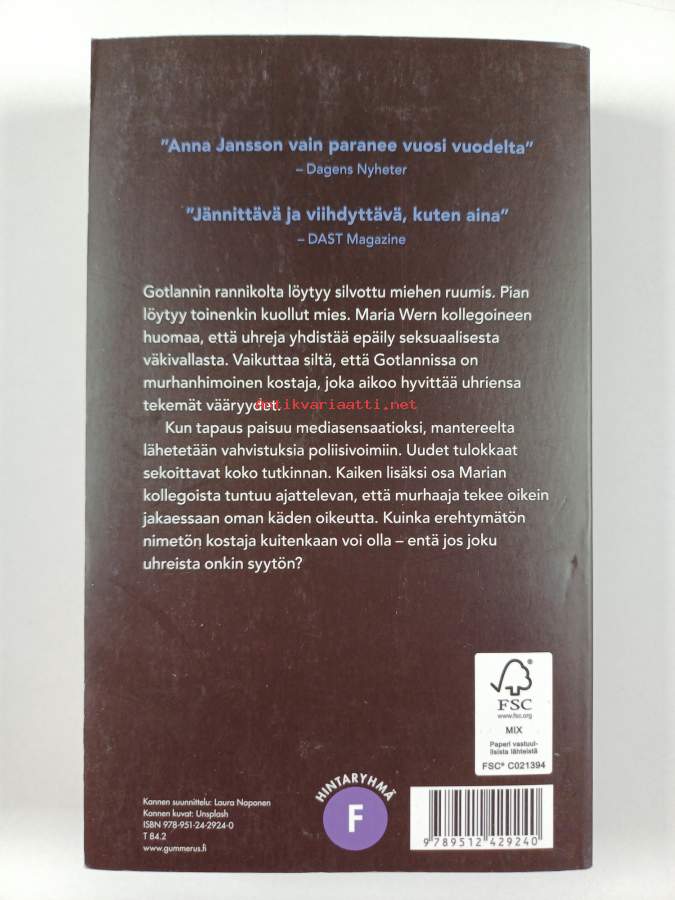 ”Anna Jansson vain paranee vuosi vuodelta”
– Dagens Nyheter
”Jännittävä ja viihdyttävä, kuten aina”
– DAST Magazine
Gotlannin rannikolta löytyy silvottu miehen ruumis. Pian
löytyy toinenkin kuollut mies. Maria Wern kollegoineen
huomaa, että uhreja yhdistää epäily seksuaalisesta
väkivallasta. Vaikuttaa siltä, että Gotlannissa on
murhanhimoinen kostaja, joka aikoo hyvittää uhriensa
tekemät vääryydet.
antikvariaatti.net
Kun tapaus paisuu mediasensaatioksi, mantereelta
lähetetään vahvistuksia poliisivoimiin. Uudet tulokkaat
sekoittavat koko tutkinnan. Kaiken lisäksi osa Marian
kollegoista tuntuu ajattelevan, että murhaaja tekee oikein
jakaessaan oman käden oikeutta. Kuinka erehtymätön
nimetön kostaja kuitenkaan voi olla – entä jos joku
uhreista onkin syytön?
FSC
www.fsc.org
MIX
Paperi vastuul-
lisista lähteistä
FSC® C021394
Kannen suunnittelu: Laura Noponen
Kannen kuvat: Unsplash
ISBN 978-951-24-2924-0
T 84.2
www.gummerus.fi
HINTARYHMÄ
F
9 789512 429240